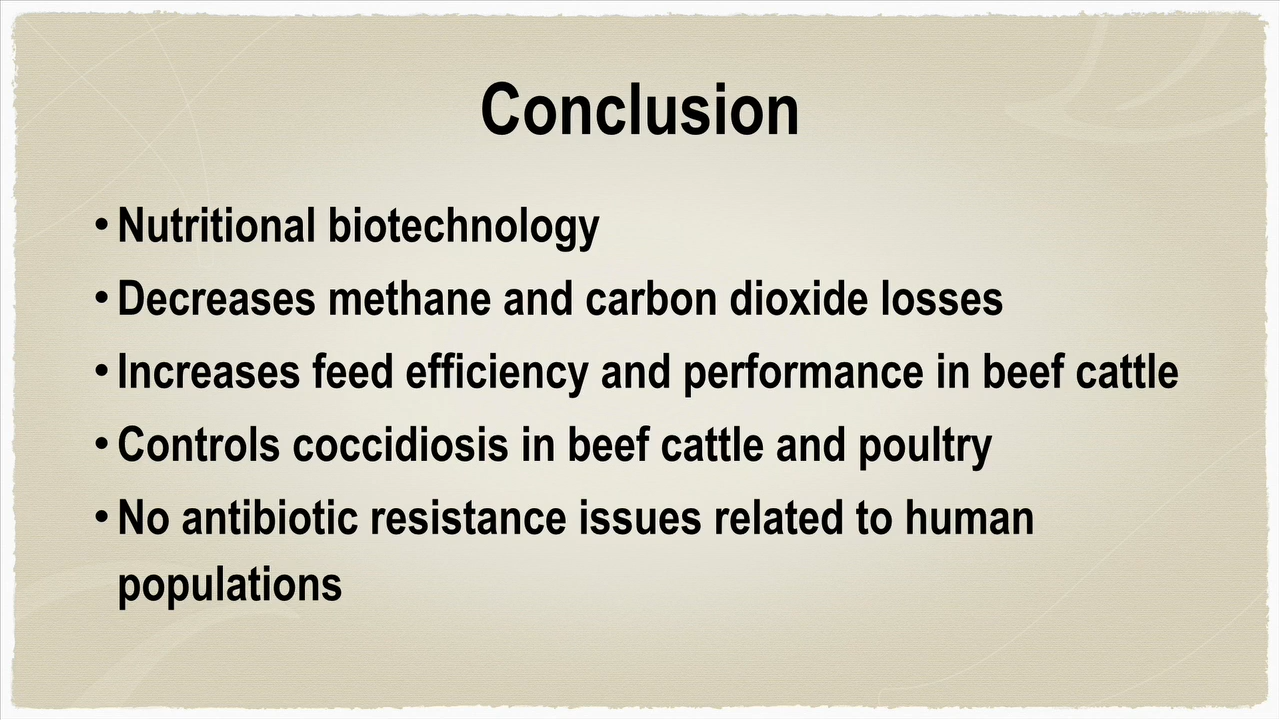 Conclusion
• Nutritional biotechnology
• Decreases methane and carbon dioxide losses
• Increases feed efficiency and performance in beef cattle
• Controls coccidiosis in beef cattle and poultry
• No antibiotic resistance issues related to human
populations